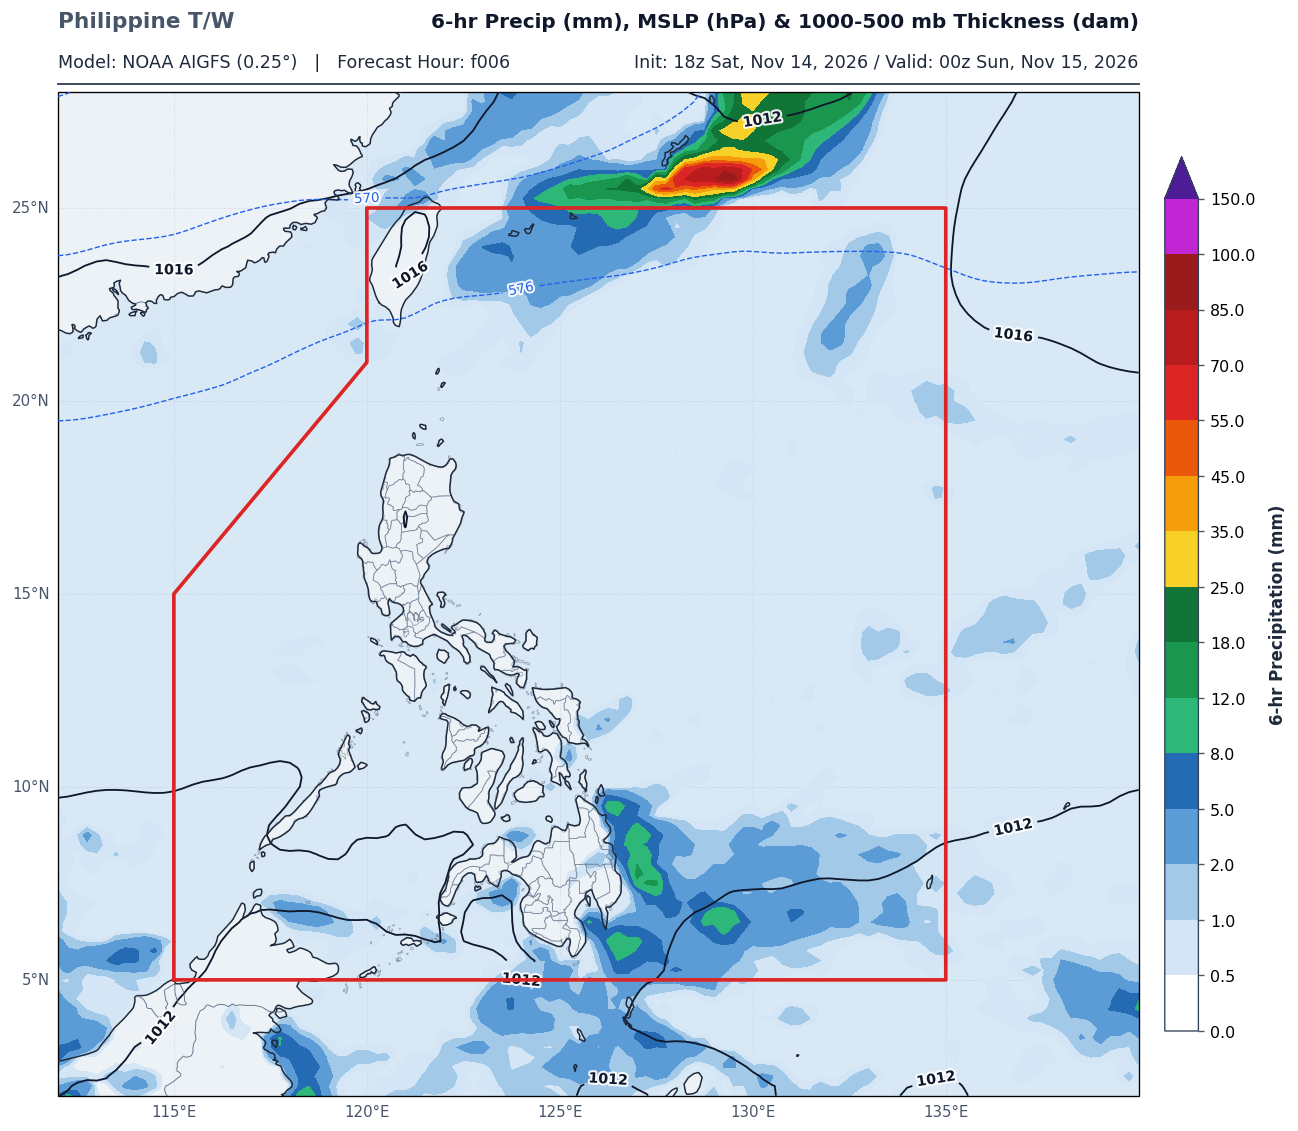 Philippine T/W
6-hr Precip (mm), MSLP (hPa) & 1000-500 mb Thickness (dam)
Model: NOAA AIGFS (0.25°) | Forecast Hour: f006
Init: 18z Sat, Nov 14, 2026 / Valid: 00z Sun, Nov 15, 2026
1012
570
25°N
1016
1016
576
1016
20°N
15°N
10°N
1012
5°N
1012
1012
1012
1012
115°E
120°E
125°E
130°E
135°E
150.0
100.0
85.0
70.0
55.0
45.0
35.0
25.0
18.0
12.0
8.0
5.0
2.0
1.0
0.5
0.0
6-hr Precipitation (mm)